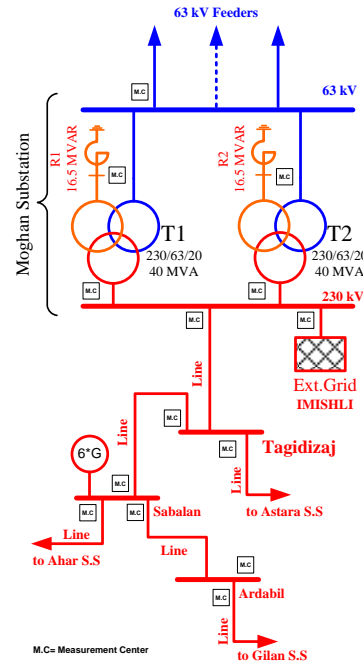 63 kV Feeders
M.C
63 kV
Moghan Substation
R1
16.5 MVAR
M.C
R2
16.5 MVAR
M.C
T1
230/63/20
40 MVA
T2
230/63/20
40 MVA
M.C
M.C
230 kV
M.C
M.C
Line
Ext.Grid
IMISHLI
M.C
Line
Tagidizaj
M.C
6*G
M.C
M.C
Line
to Astara S.S
Sabalan
M.C
M.C
Line
to Ahar S.S
Line
M.C
Ardabil
M.C
Line
to Gilan S.S
M.C= Measurement Center